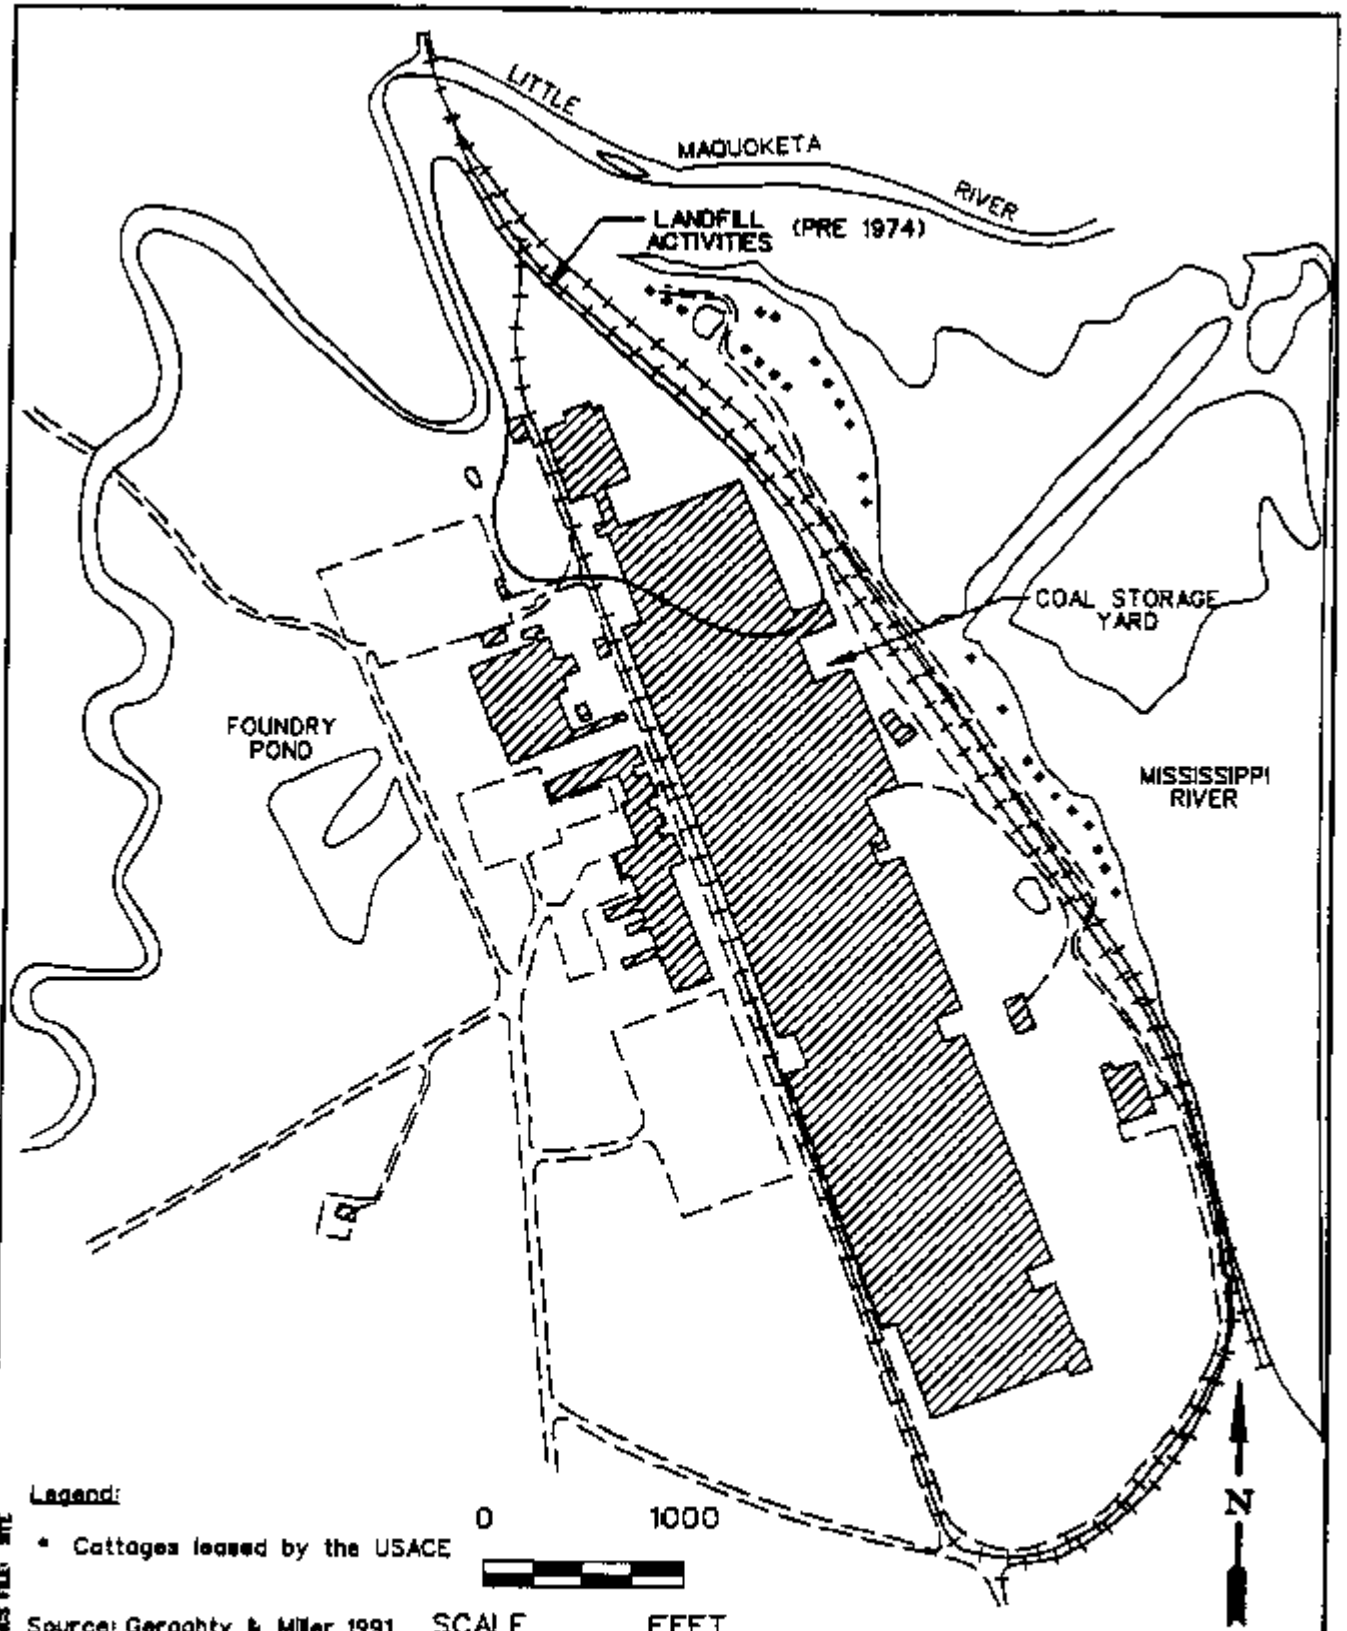 LITTLE
MAQUOKETA
RIVER
LANDFILL
ACTIVITIES
(PRE 1974)
COAL STORAGE
YARD
FOUNDRY
POND
MISSISSIPPI
RIVER
Legend:
• Cottages leased by the USACE
0 1000
N
Source: Geraghty & Miller 1991
SCALE FEET
SITE